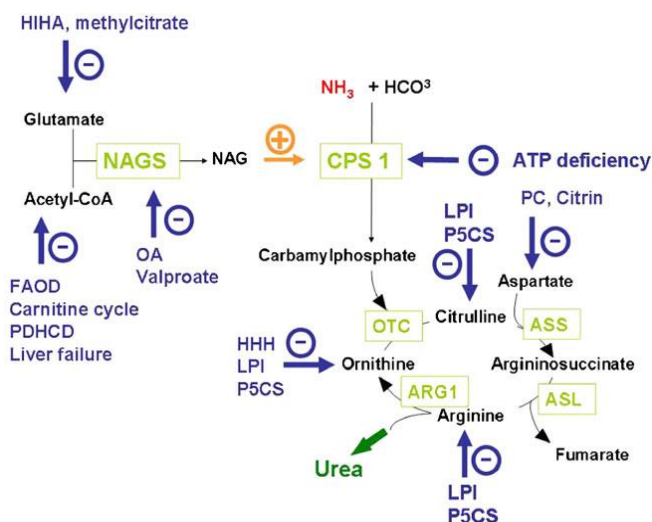 HIHA, methylcitrate
−
NH3 + HCO3
Glutamate
NAGS
NAG
+
CPS 1
−
ATP deficiency
Acetyl-CoA
−
−
OA
Valproate
FAOD
Carnitine cycle
PDHCD
Liver failure
LPI
P5CS
−
PC, Citrin
−
Carbamylphosphate
Aspartate
OTC
Citrulline
ASS
HHH
LPI
P5CS
−
Ornithine
Argininosuccinate
ARG1
ASL
Arginine
Urea
−
Fumarate
LPI
P5CS